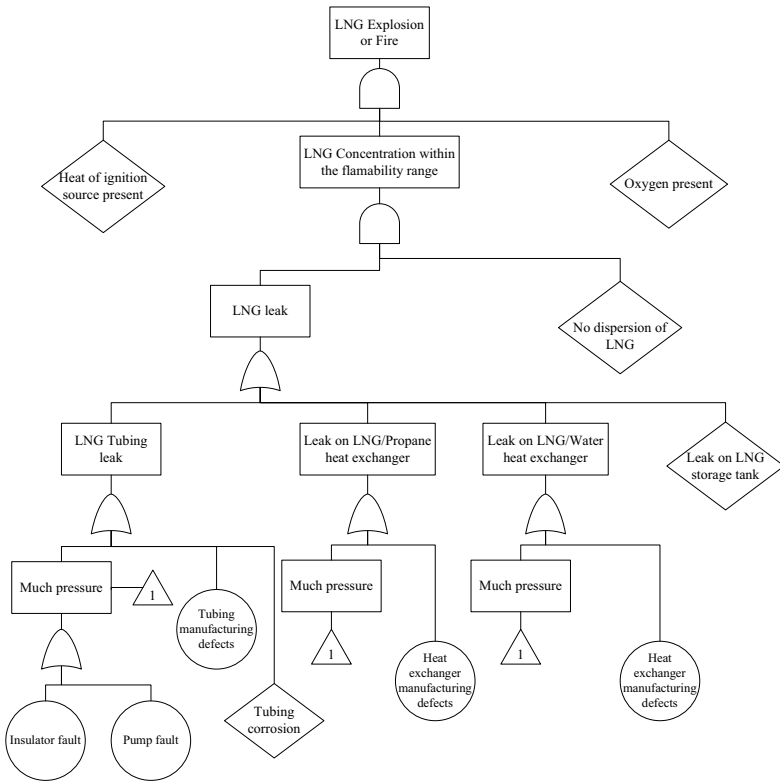 LNG Explosion
or Fire
Heat of ignition
source present
LNG Concentration within
the flamability range
Oxygen present
LNG leak
No dispersion of
LNG
LNG Tubing
leak
Leak on LNG/Propane
heat exchanger
Leak on LNG/Water
heat exchanger
Leak on LNG
storage tank
Much pressure
1
Tubing
manufacturing
defects
Much pressure
1
Heat
exchanger
manufacturing
defects
Much pressure
1
Heat
exchanger
manufacturing
defects
Insulator fault
Pump fault
Tubing
corrosion